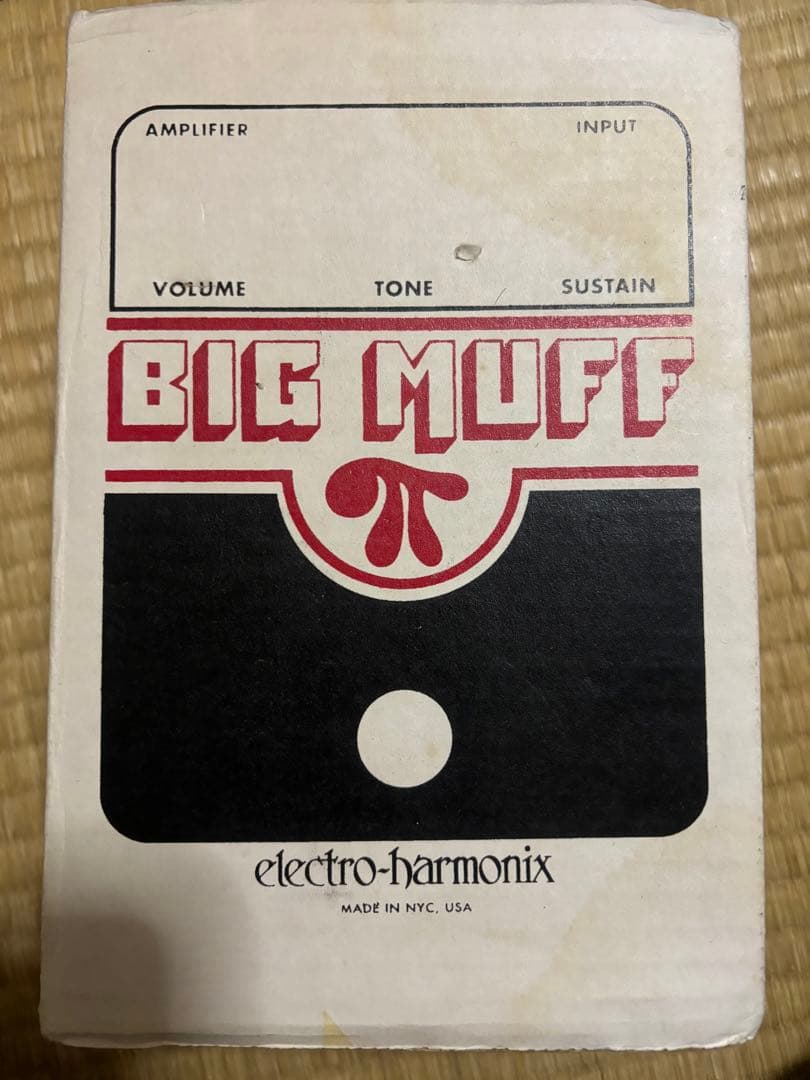 AMPLIFIER INPUT
VOLUME TONE SUSTAIN
BIG MUFF
π
electro-harmonix
MADE IN NYC, USA